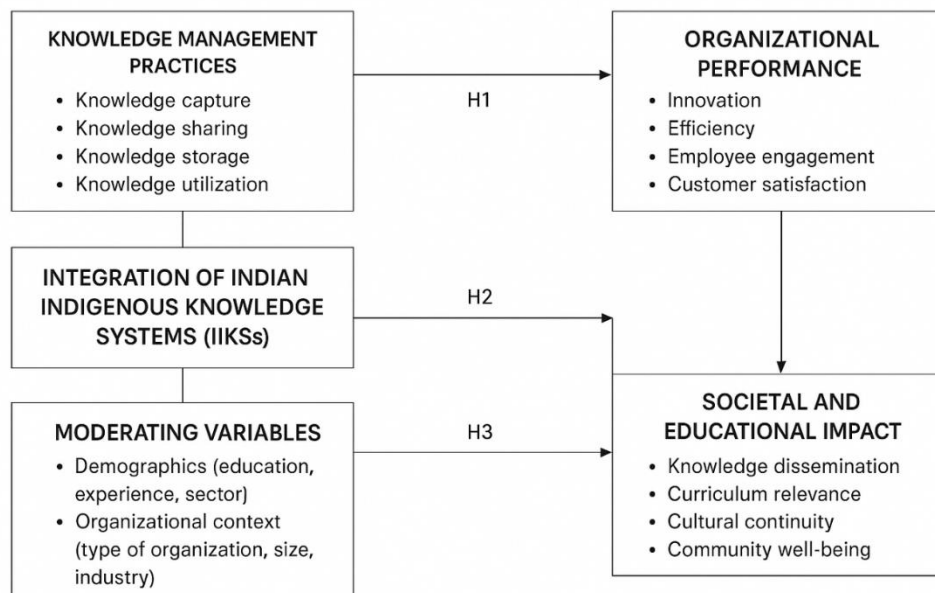 KNOWLEDGE MANAGEMENT
PRACTICES
• Knowledge capture
• Knowledge sharing
• Knowledge storage
• Knowledge utilization
H1
ORGANIZATIONAL
PERFORMANCE
• Innovation
• Efficiency
• Employee engagement
• Customer satisfaction
INTEGRATION OF INDIAN
INDIGENOUS KNOWLEDGE
SYSTEMS (IIKSs)
H2
MODERATING VARIABLES
• Demographics (education,
experience, sector)
• Organizational context
(type of organization, size,
industry)
H3
SOCIETAL AND
EDUCATIONAL IMPACT
• Knowledge dissemination
• Curriculum relevance
• Cultural continuity
• Community well-being